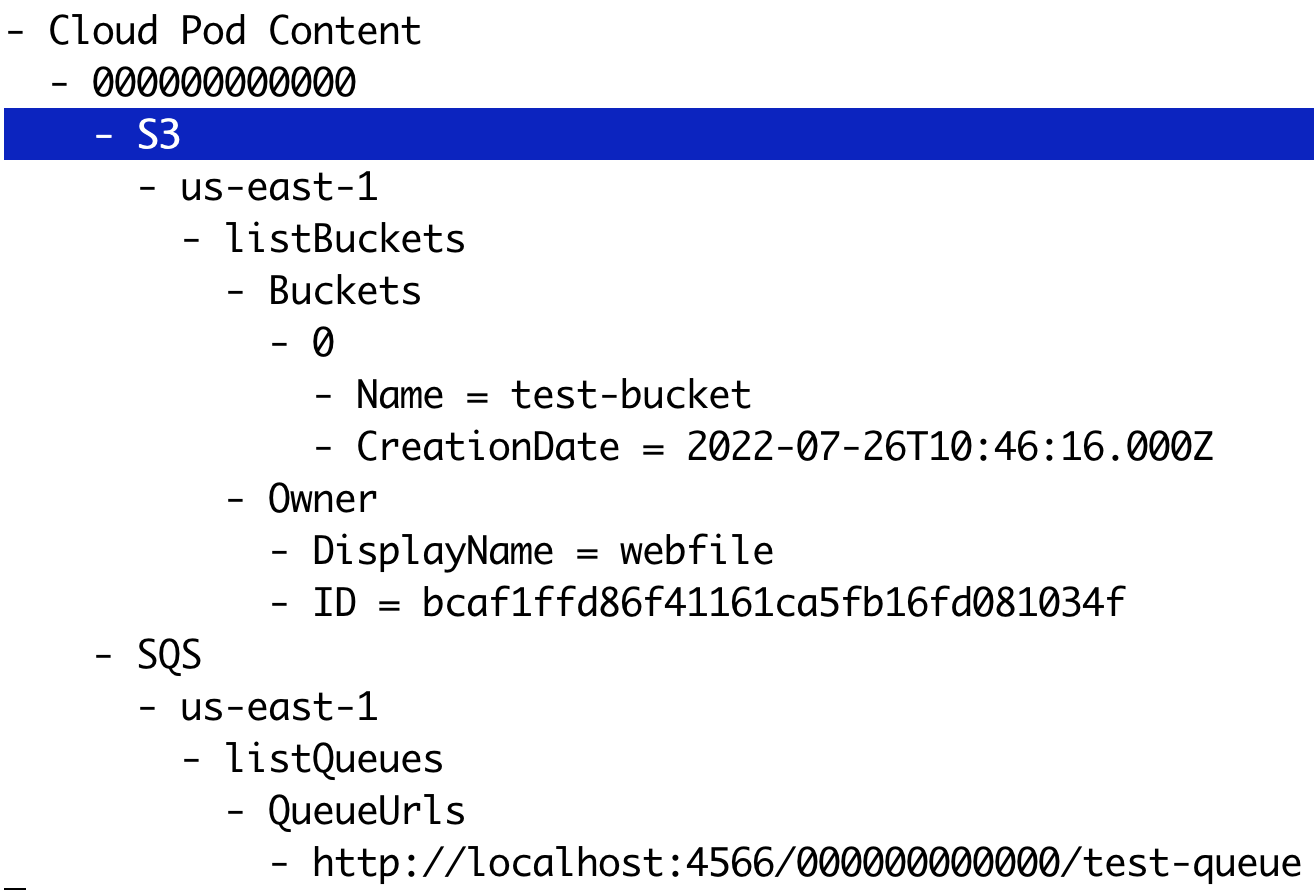 - Cloud Pod Content
- 000000000000
- S3
- us-east-1
- listBuckets
- Buckets
- 0
- Name = test-bucket
- CreationDate = 2022-07-26T10:46:16.000Z
- Owner
- DisplayName = webfile
- ID = bcaf1ffd86f41161ca5fb16fd081034f
- SQS
- us-east-1
- listQueues
- QueueUrls
- http://localhost:4566/000000000000/test-queue